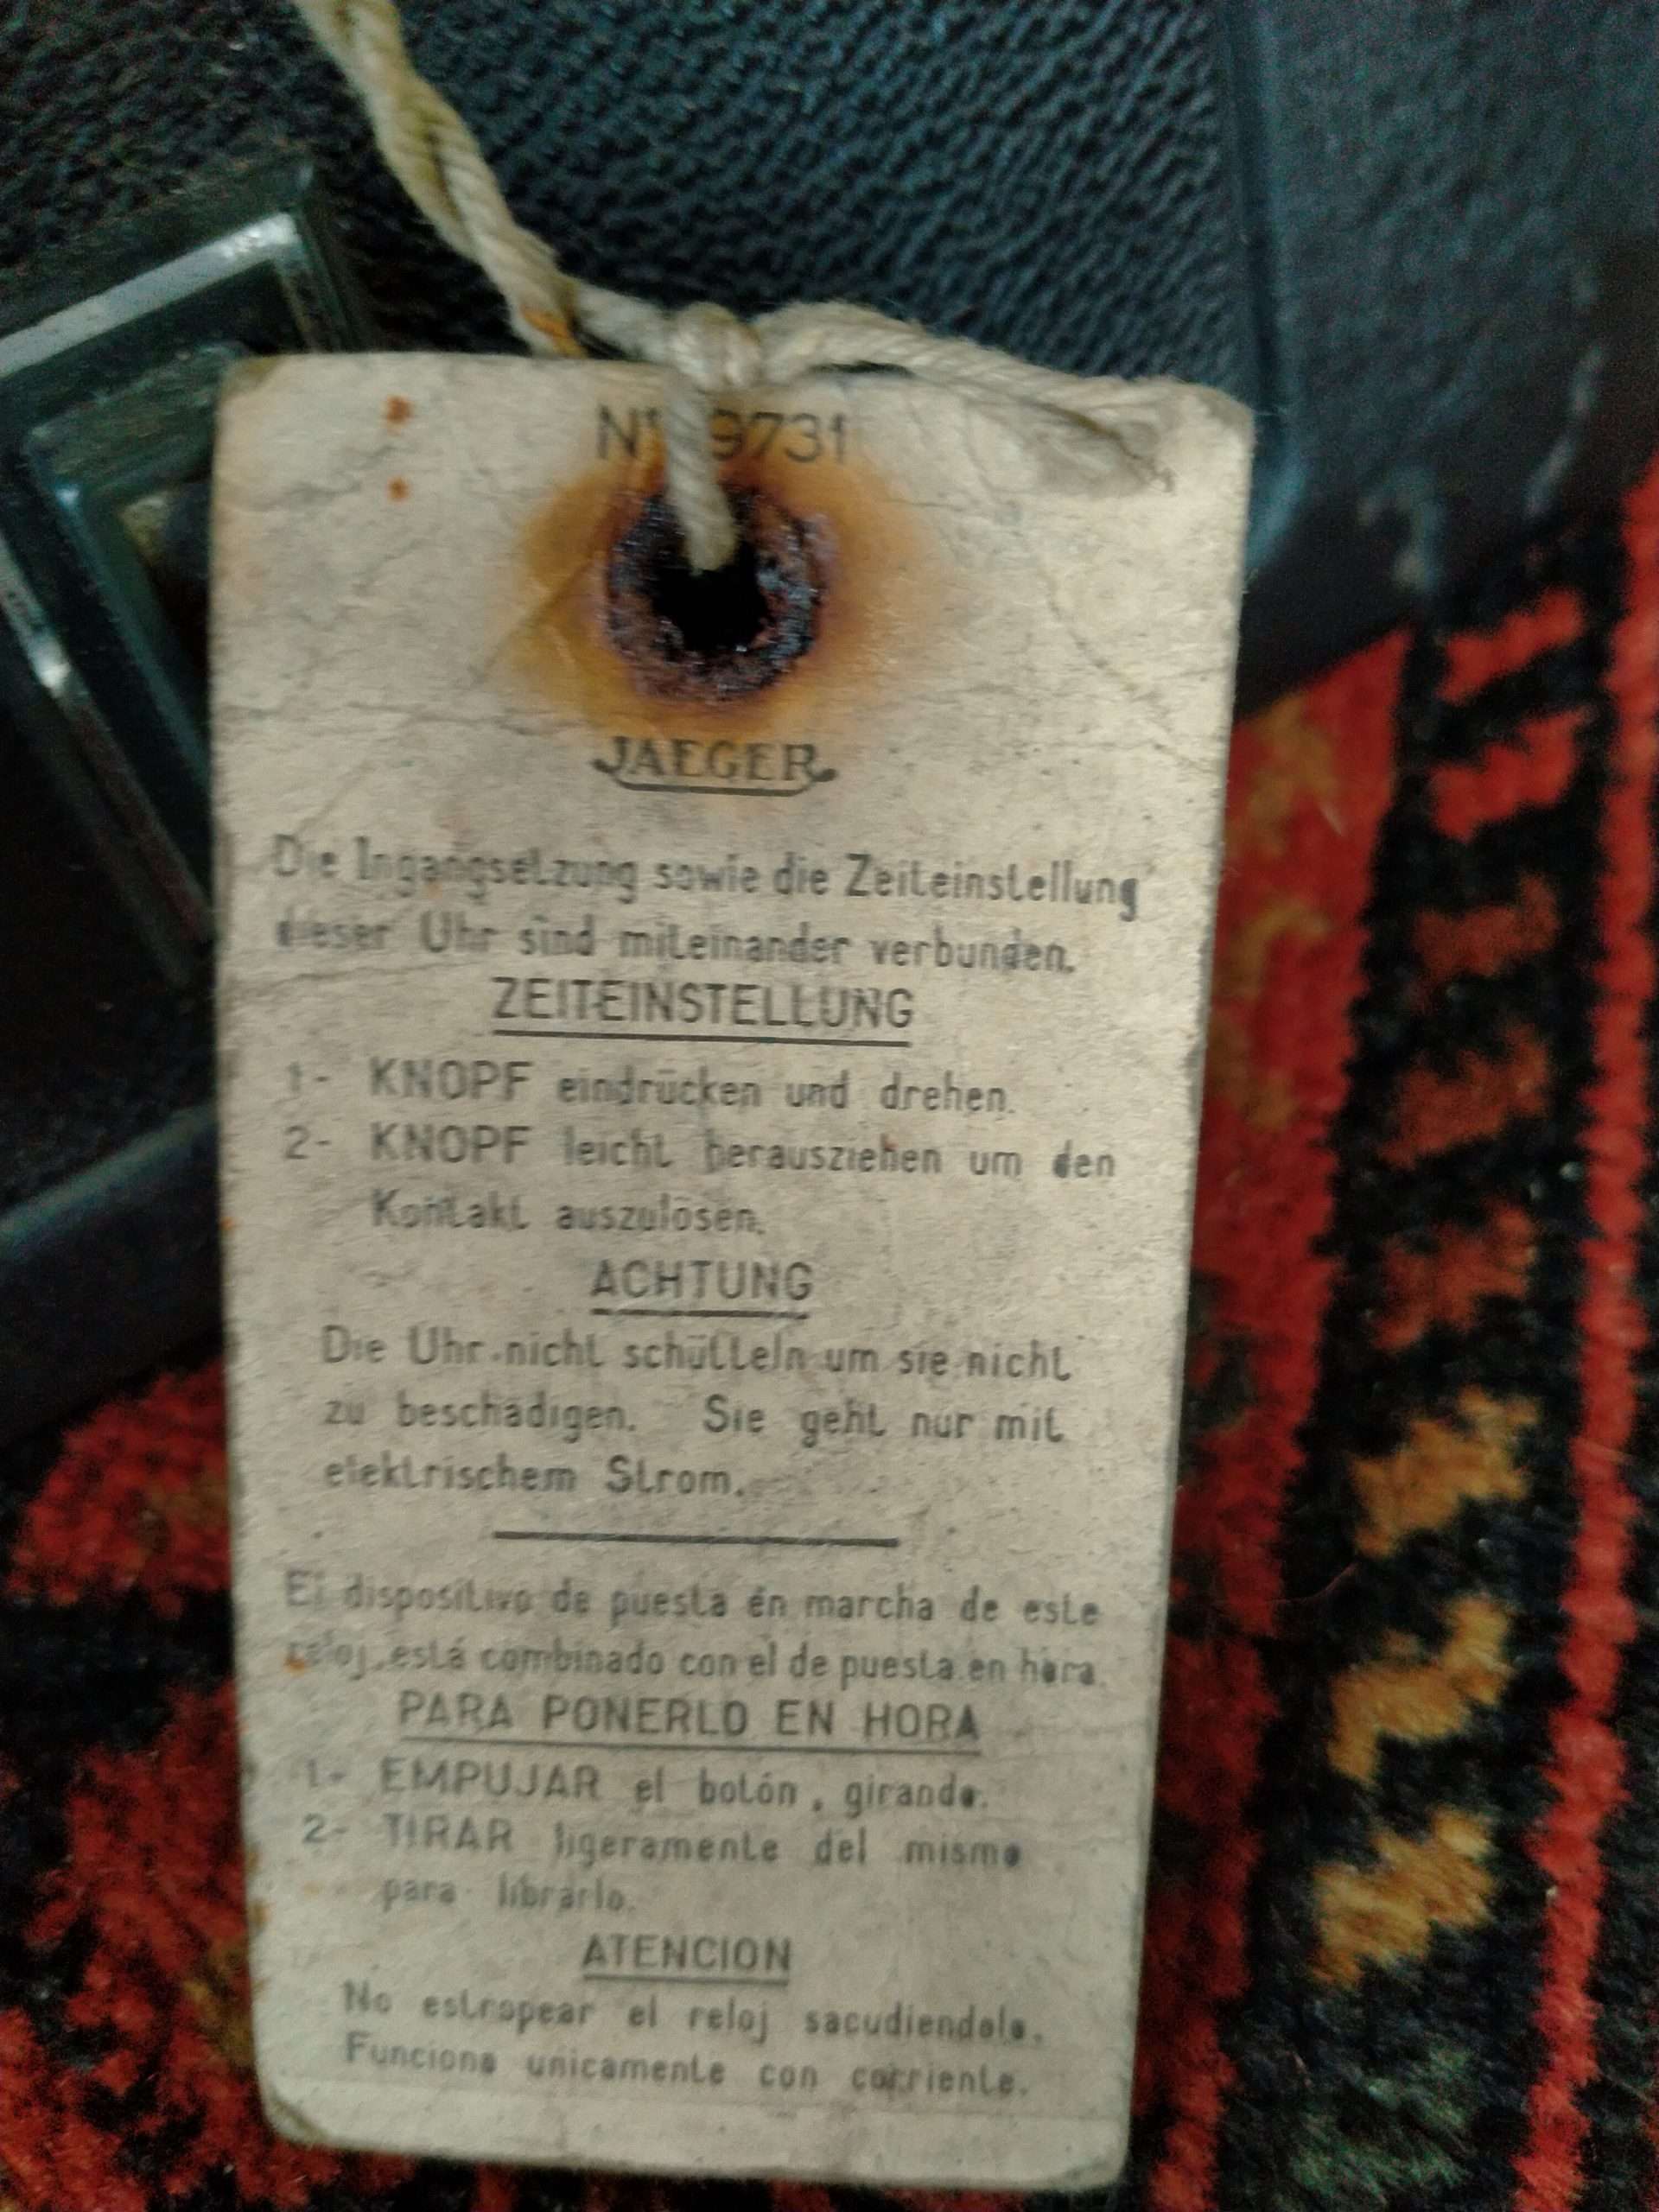 9731
JAEGER
Die Ingangsetzung sowie die Zeiteinstellung
dieser Uhr sind miteinander verbunden.
ZEITEINSTELLUNG
1- KNOPF eindrücken und drehen.
2- KNOPF leicht herausziehen um den
Kontakt auszulösen.
ACHTUNG
Die Uhr nicht schütteln um sie nicht
zu beschädigen. Sie geht nur mit
elektrischem Strom.
El dispositivo de puesta en marcha de este
reloj está combinado con el de puesta en hora.
PARA PONERLO EN HORA
1- EMPUJAR el botón, girando.
2- TIRAR ligeramente del mismo
para librarlo.
ATENCION
No estropear el reloj sacudiendolo.
Funciona unicamente con corriente.